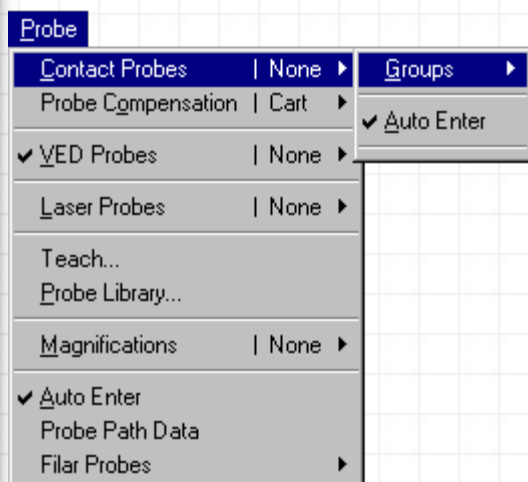 Probe
Contact Probes | None
Groups
Probe Compensation | Cart
Auto Enter
VED Probes | None
Laser Probes | None
Teach...
Probe Library...
Magnifications | None
Auto Enter
Probe Path Data
Filar Probes